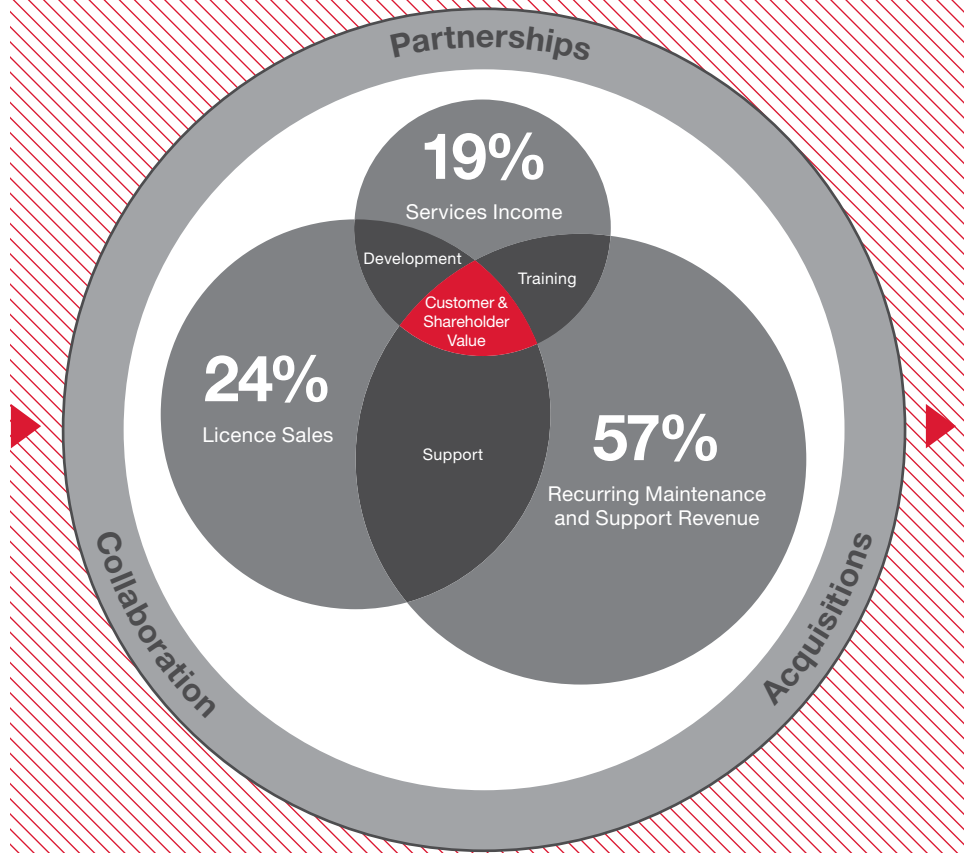 Partnerships
19%
Services Income
Development
Training
Customer &
Shareholder
Value
24%
Licence Sales
57%
Support
Recurring Maintenance
and Support Revenue
Collaboration
Acquisitions